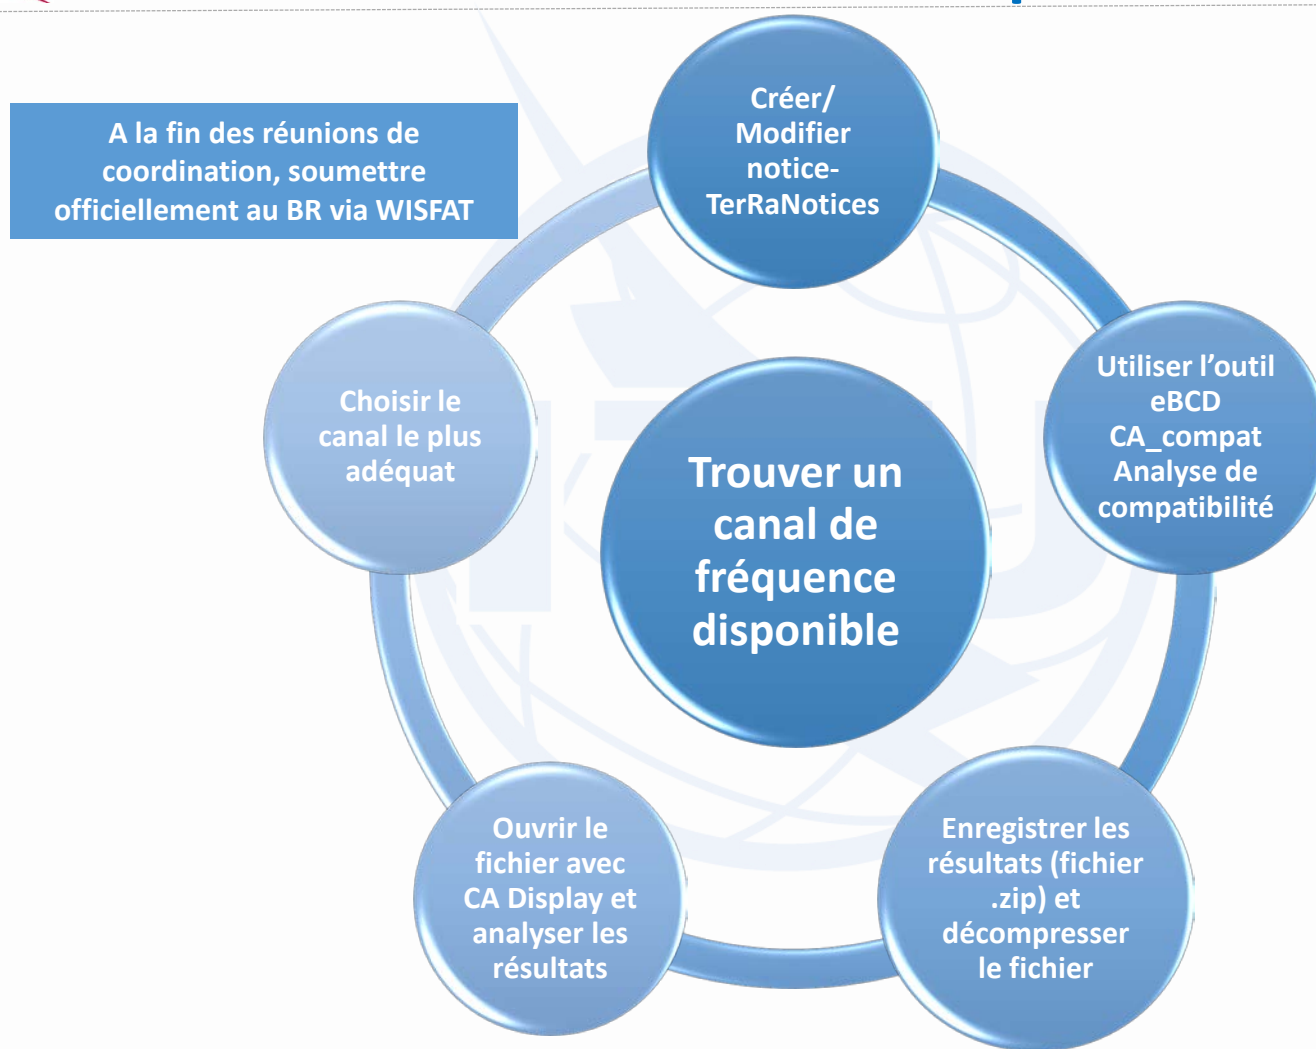 A la fin des réunions de
coordination, soumettre
officiellement au BR via WISFAT
Créer/
Modifier
notice-
TerRaNotices
Utiliser l’outil
eBCD
CA_compat
Analyse de
compatibilité
Enregistrer les
résultats (fichier
.zip) et
décompresser
le fichier
Ouvrir le
fichier avec
CA Display et
analyser les
résultats
Choisir le
canal le plus
adéquat
Trouver un
canal de
fréquence
disponible
ITU